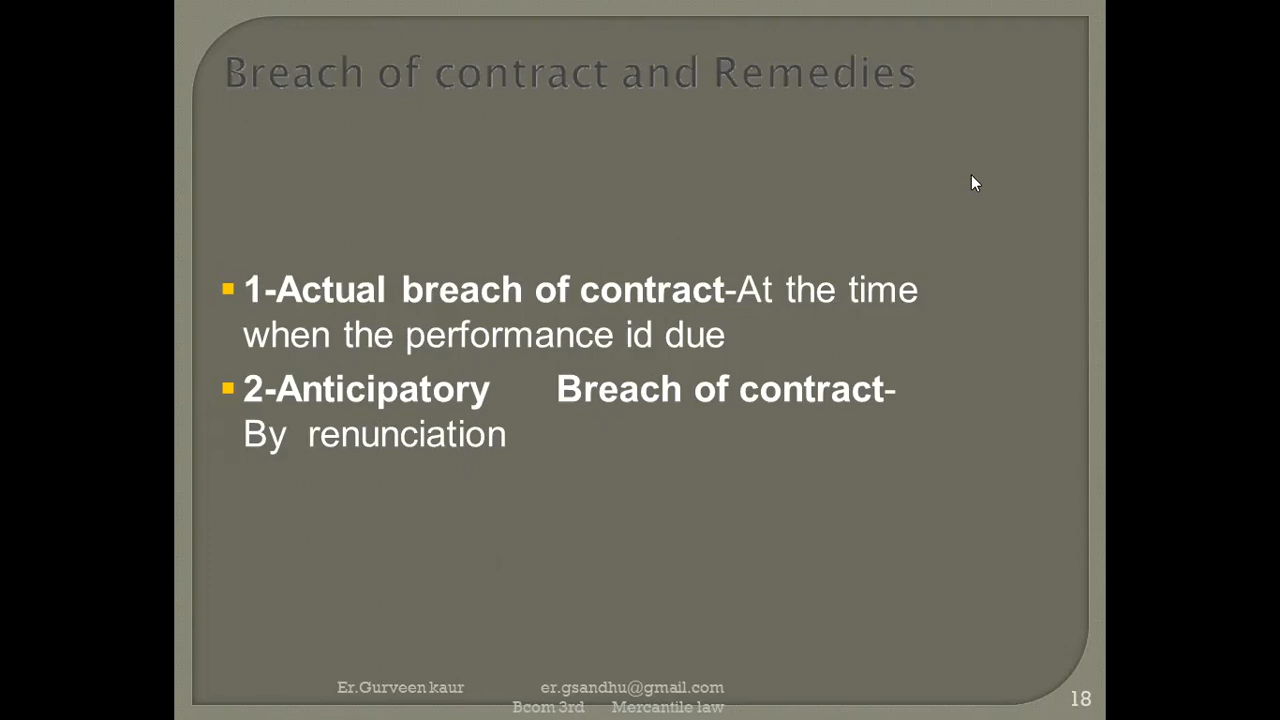 Breach of contract and Remedies
1-Actual breach of contract-At the time
when the performance id due
2-Anticipatory Breach of contract-
By renunciation
Er.Gurveen kaur er.gsandhu@gmail.com
Bcom 3rd Mercantile law
18